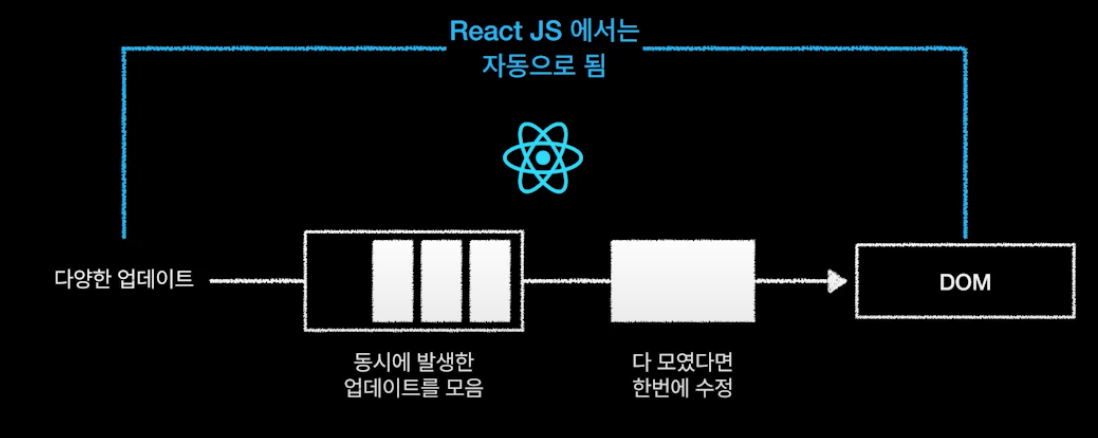 React JS 에서는
자동으로 됨
다양한 업데이트
동시에 발생한
업데이트를 모음
다 모였다면
한번에 수정
DOM